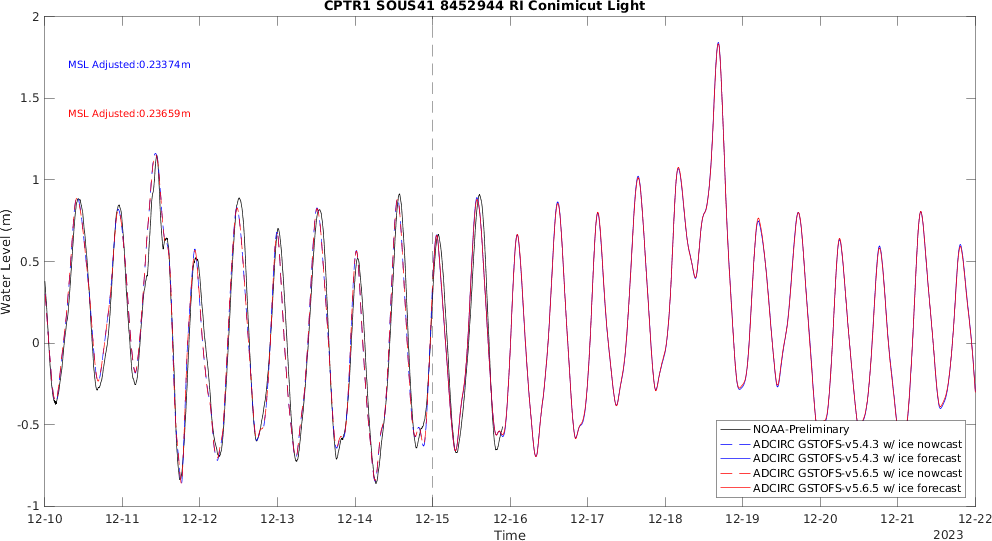 CPTR1 SOUS41 8452944 RI Conimicut Light
2
1.5
1
0.5
0
-0.5
-1
Water Level (m)
MSL Adjusted:0.23374m
MSL Adjusted:0.23659m
NOAA-Preliminary
ADCIRC GSTOFS-v5.4.3 w/ ice nowcast
ADCIRC GSTOFS-v5.4.3 w/ ice forecast
ADCIRC GSTOFS-v5.6.5 w/ ice nowcast
ADCIRC GSTOFS-v5.6.5 w/ ice forecast
12-10 12-11 12-12 12-13 12-14 12-15 12-16 12-17 12-18 12-19 12-20 12-21 12-22
Time
2023